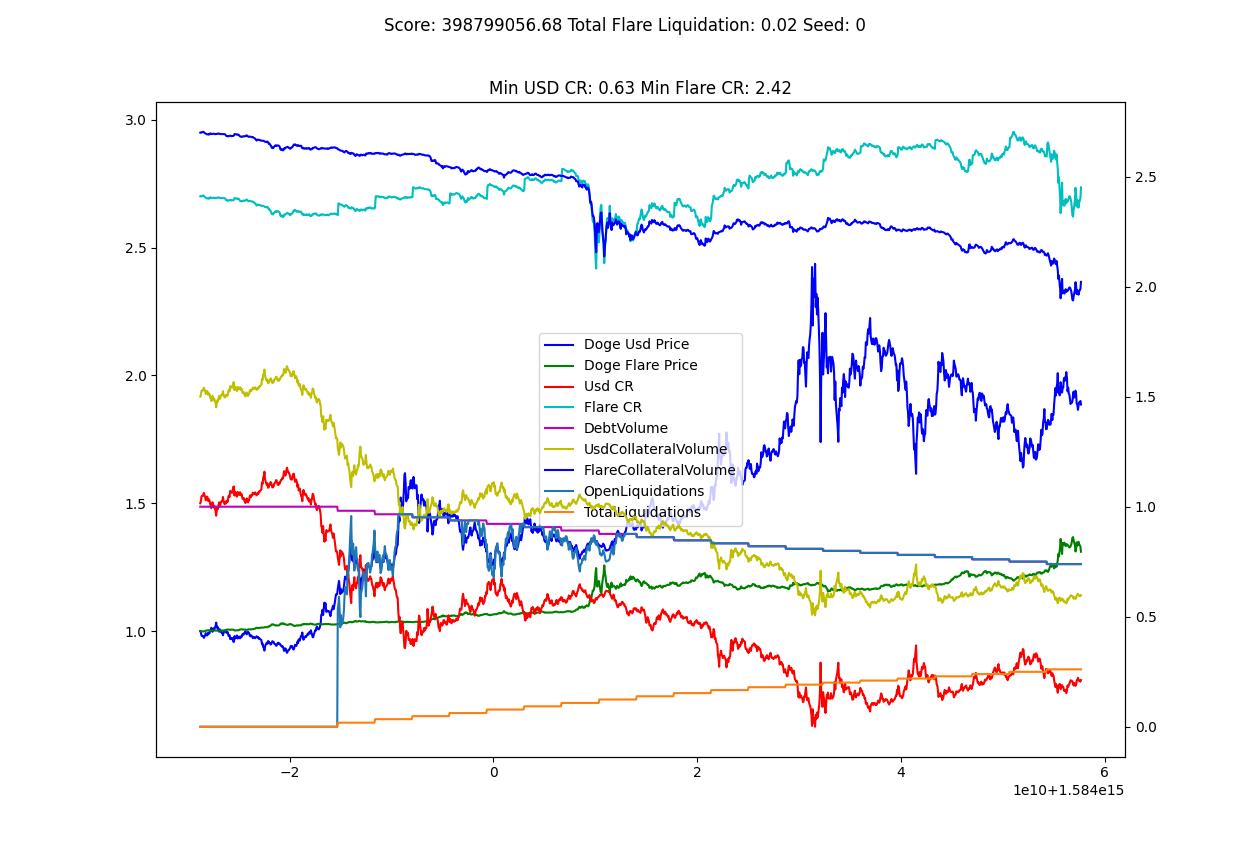 Score: 398799056.68 Total Flare Liquidation: 0.02 Seed: 0
Min USD CR: 0.63 Min Flare CR: 2.42
3.0
2.5
2.0
1.5
1.0
2.5
2.0
1.5
1.0
0.5
0.0
Doge Usd Price
Doge Flare Price
Usd CR
Flare CR
DebtVolume
UsdCollateralVolume
FlareCollateralVolume
OpenLiquidations
TotalLiquidations
−2 0 2 4 6
1e10+1.584e15